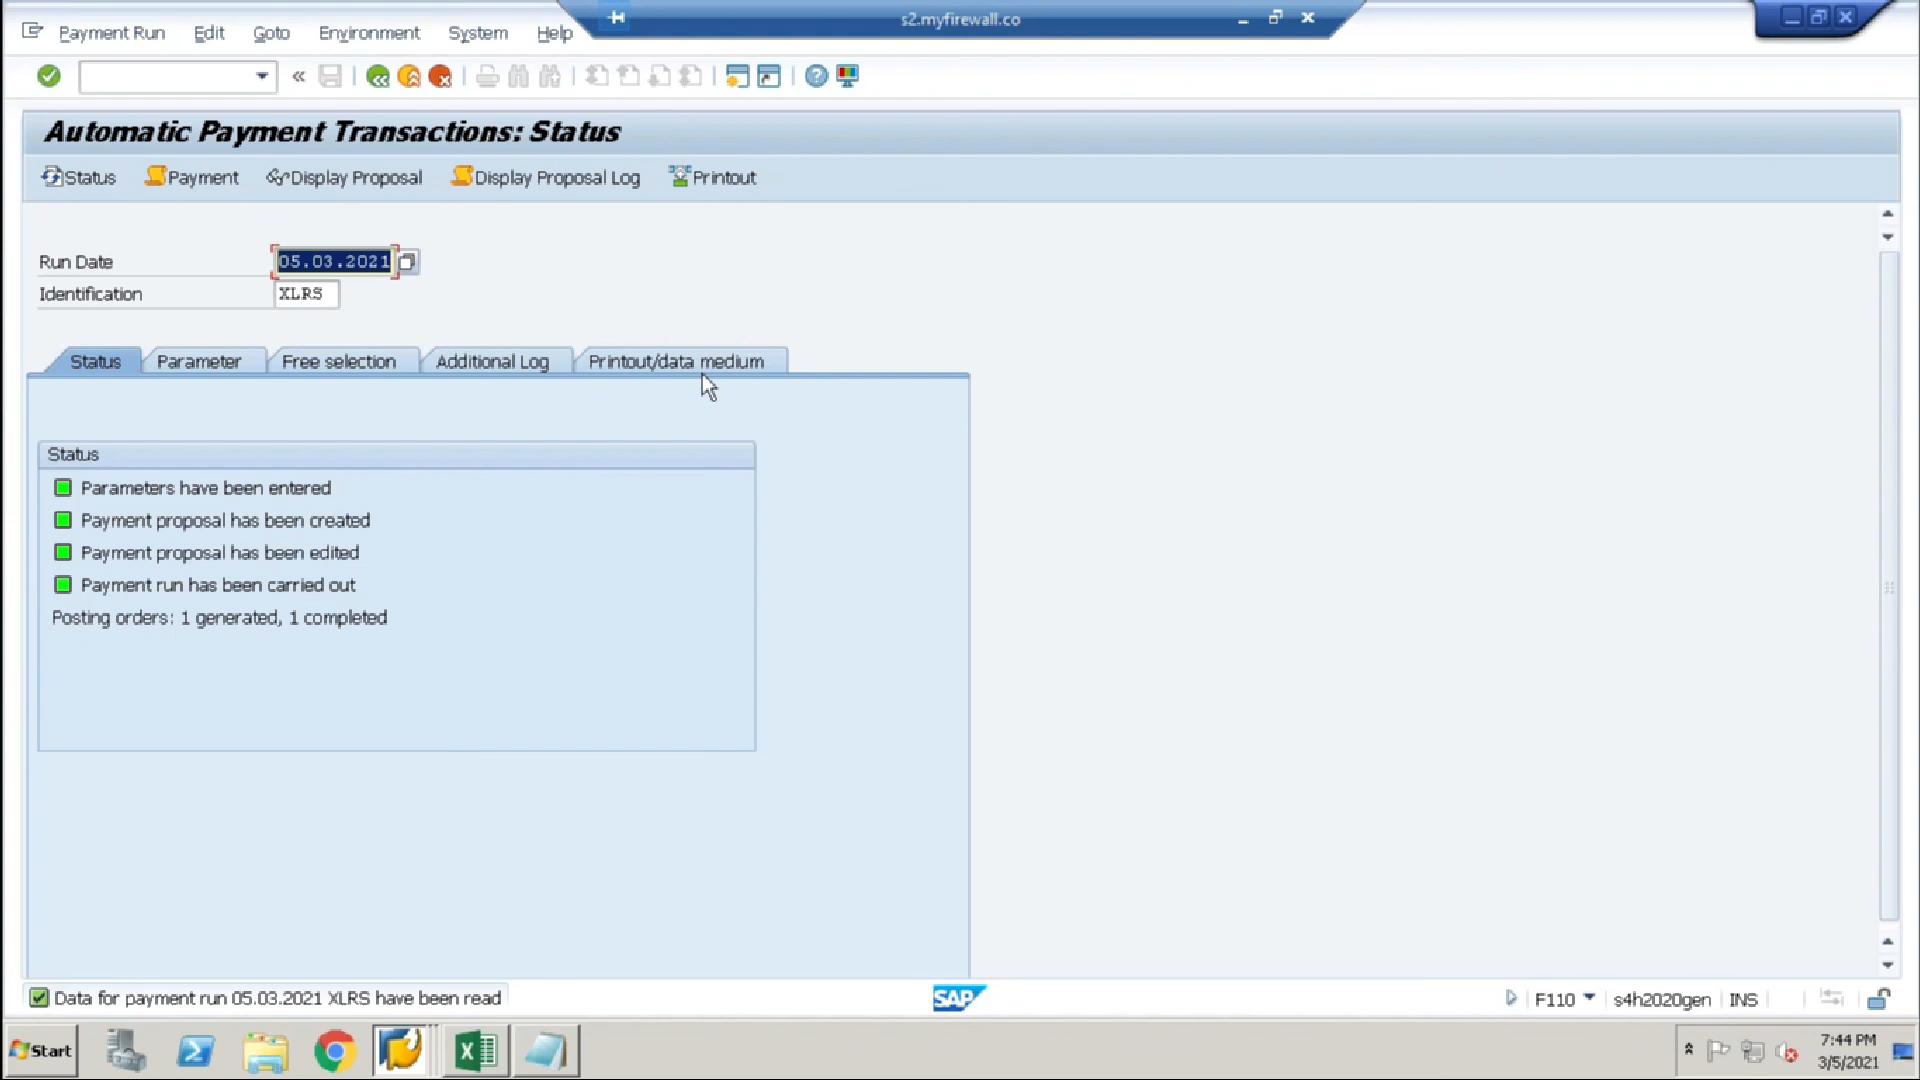 s2.myfirewall.co
Payment Run Edit Goto Environment System Help
Automatic Payment Transactions: Status
Status Payment Display Proposal Display Proposal Log Printout
Run Date 05.03.2021
Identification XLRS
Status Parameter Free selection Additional Log Printout/data medium
Status
Parameters have been entered
Payment proposal has been created
Payment proposal has been edited
Payment run has been carried out
Posting orders: 1 generated, 1 completed
Data for payment run 05.03.2021 XLRS have been read
SAP
F110 s4h2020gen INS
Start
7:44 PM
3/5/2021